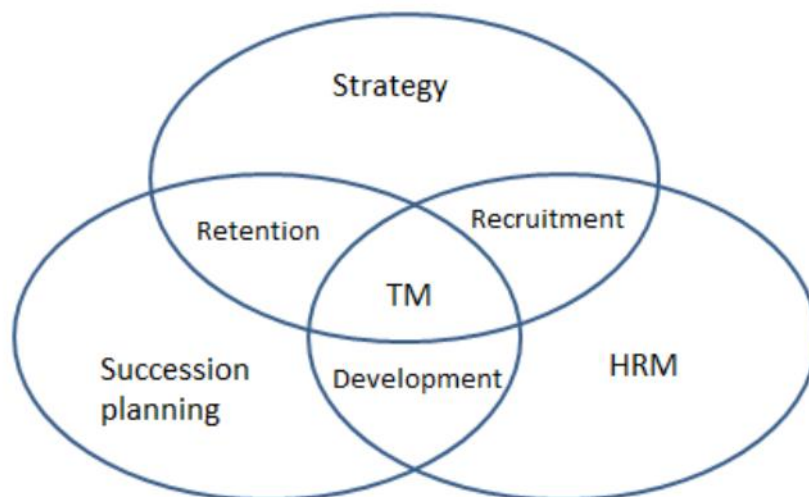 Strategy
Retention
Recruitment
TM
Succession
planning
Development
HRM